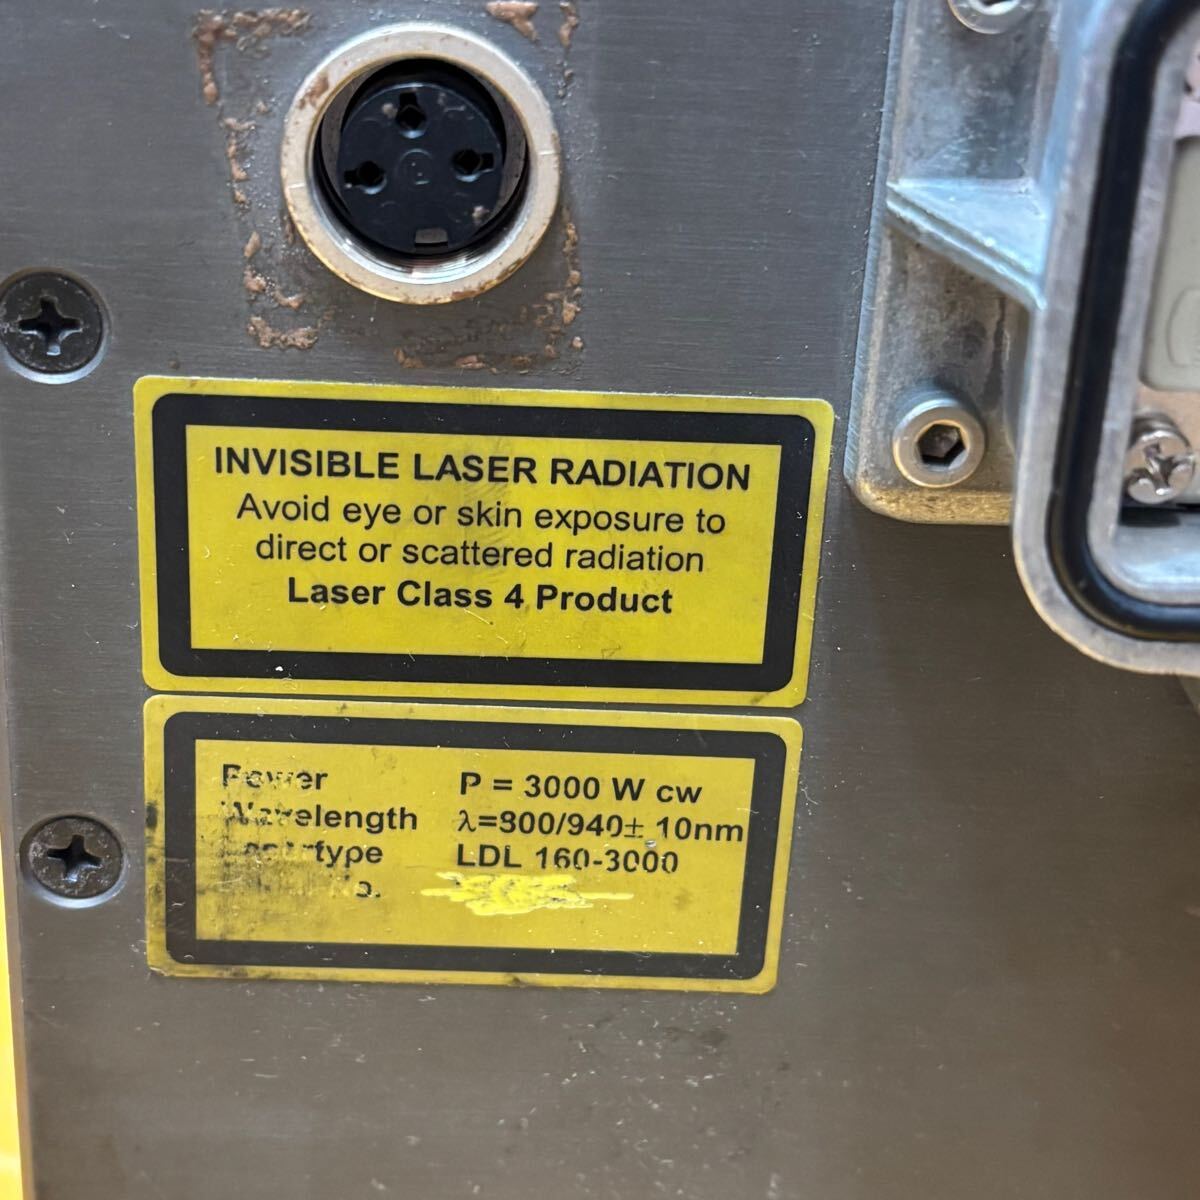 INVISIBLE LASER RADIATION
Avoid eye or skin exposure to
direct or scattered radiation
Laser Class 4 Product
Power P = 3000 W cw
Wavelength λ=800/940± 10nm
LDL 160-3000